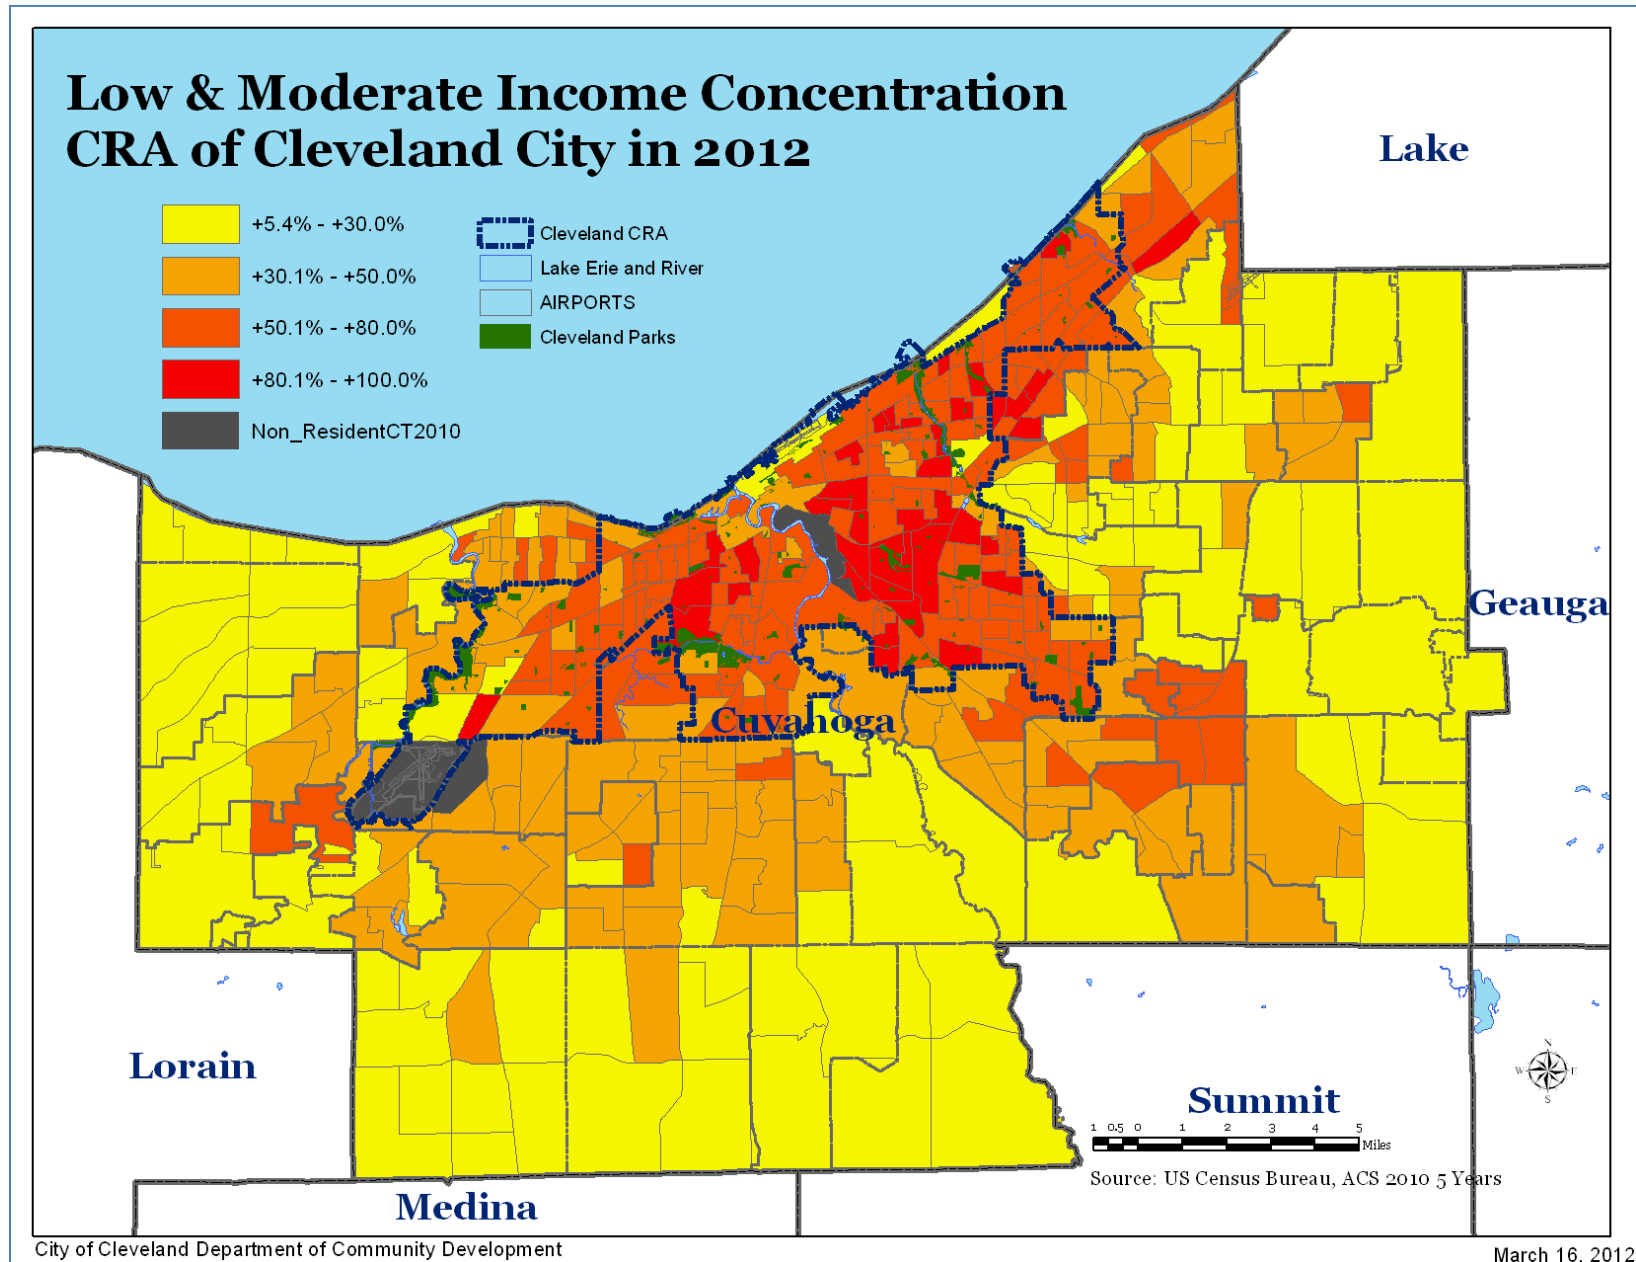 Low & Moderate Income Concentration
CRA of Cleveland City in 2012
+5.4% - +30.0%
+30.1% - +50.0%
+50.1% - +80.0%
+80.1% - +100.0%
Non_ResidentCT2010
Cleveland CRA
Lake Erie and River
AIRPORTS
Cleveland Parks
Lake
Geauga
Cuyahoga
Lorain
Summit
Medina
N
W E
S
1 0.5 0 1 2 3 4 5
Miles
Source: US Census Bureau, ACS 2010 5 Years
City of Cleveland Department of Community Development
March 16, 2012